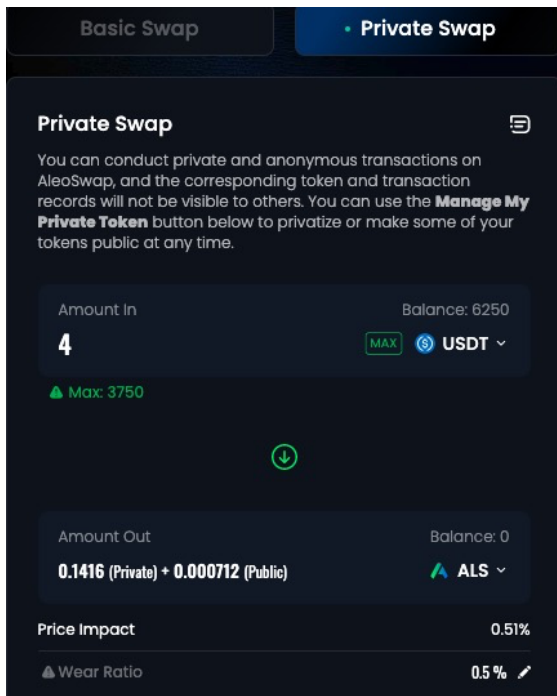 Basic Swap
Private Swap
Private Swap
You can conduct private and anonymous transactions on
AleoSwap, and the corresponding token and transaction
records will not be visible to others. You can use the Manage My
Private Token button below to privatize or make some of your
tokens public at any time.
Amount In Balance: 6250
4 MAX USDT
Max: 3750
Amount Out Balance: 0
0.1416 (Private) + 0.000712 (Public) ALS
Price Impact 0.51%
Wear Ratio 0.5 %